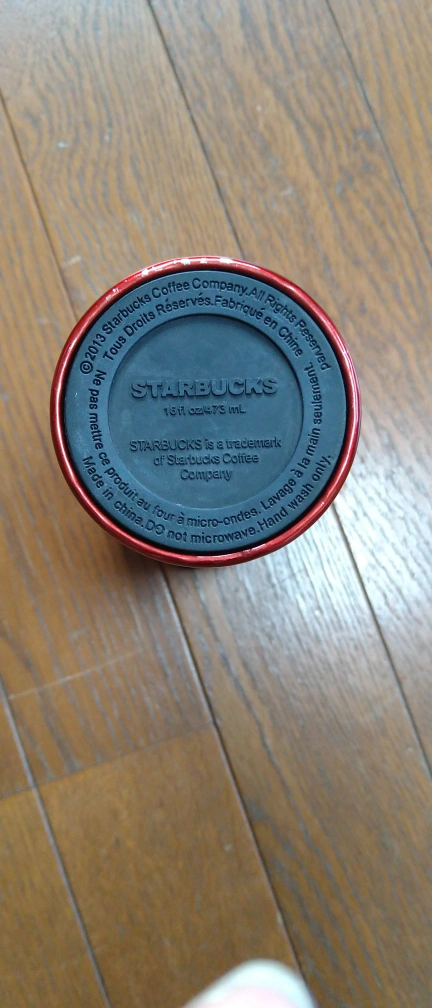 ©2013 Starbucks Coffee Company.All Rights Reserved
Tous Droits Réservés.Fabriqué en Chine
Ne pas mettre ce produit au four à micro-ondes. Lavage à la main seulement.
Made in china.DO not microwave.Hand wash only.
STARBUCKS
16fl oz/473 mL
STARBUCKS is a trademark
of Starbucks Coffee
Company